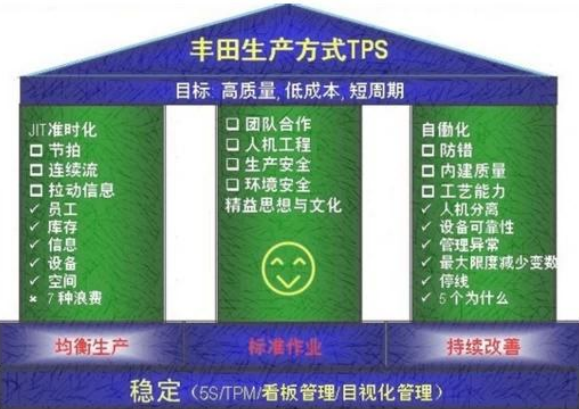 丰田生产方式TPS
目标: 高质量, 低成本, 短周期
JIT准时化
节拍
连续流
拉动信息
员工
库存
信息
设备
空间
7种浪费
团队合作
人机工程
生产安全
环境安全
精益思想与文化
自働化
防错
内建质量
工艺能力
人机分离
设备可靠性
管理异常
最大限度减少变数
停线
5个为什么
均衡生产
标准作业
持续改善
稳定（5S/TPM/看板管理/目视化管理）